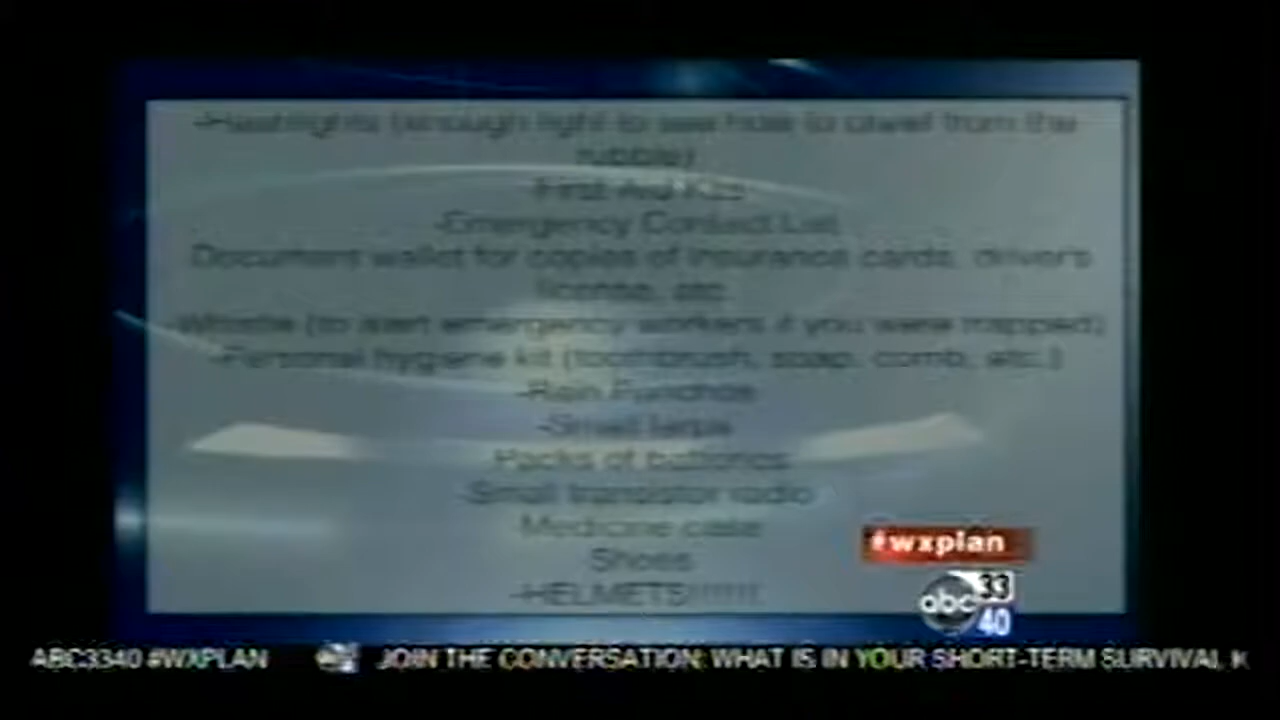 -Flashlights (enough light to see how to crawl from the
rubble)
-First Aid Kits
-Emergency Contact List
Document wallet for copies of insurance cards, driver's
license, etc
Whistle (to alert emergency workers if you were trapped)
-Personal hygiene kit (toothbrush, soap, comb, etc.)
-Rain Ponchos
-Small tarps
Packs of batteries
-Small transistor radio
Medicine case
Shoes
-HELMETS!!!!!!!
#wxplan
abc 33
40
ABC3340 #WXPLAN abc JOIN THE CONVERSATION: WHAT IS IN YOUR SHORT-TERM SURVIVAL K